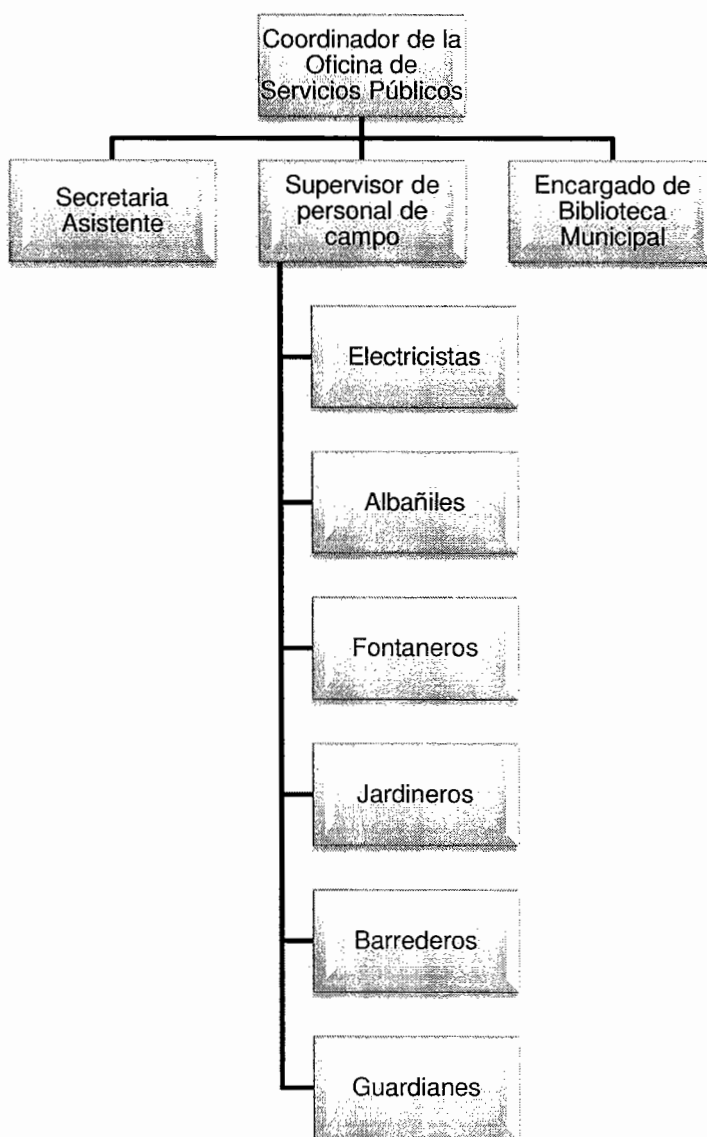 Coordinador de la
Oficina de
Servicios Públicos
Secretaria
Asistente
Supervisor de
personal de
campo
Encargado de
Biblioteca
Municipal
Electricistas
Albañiles
Fontaneros
Jardineros
Barrederos
Guardianes